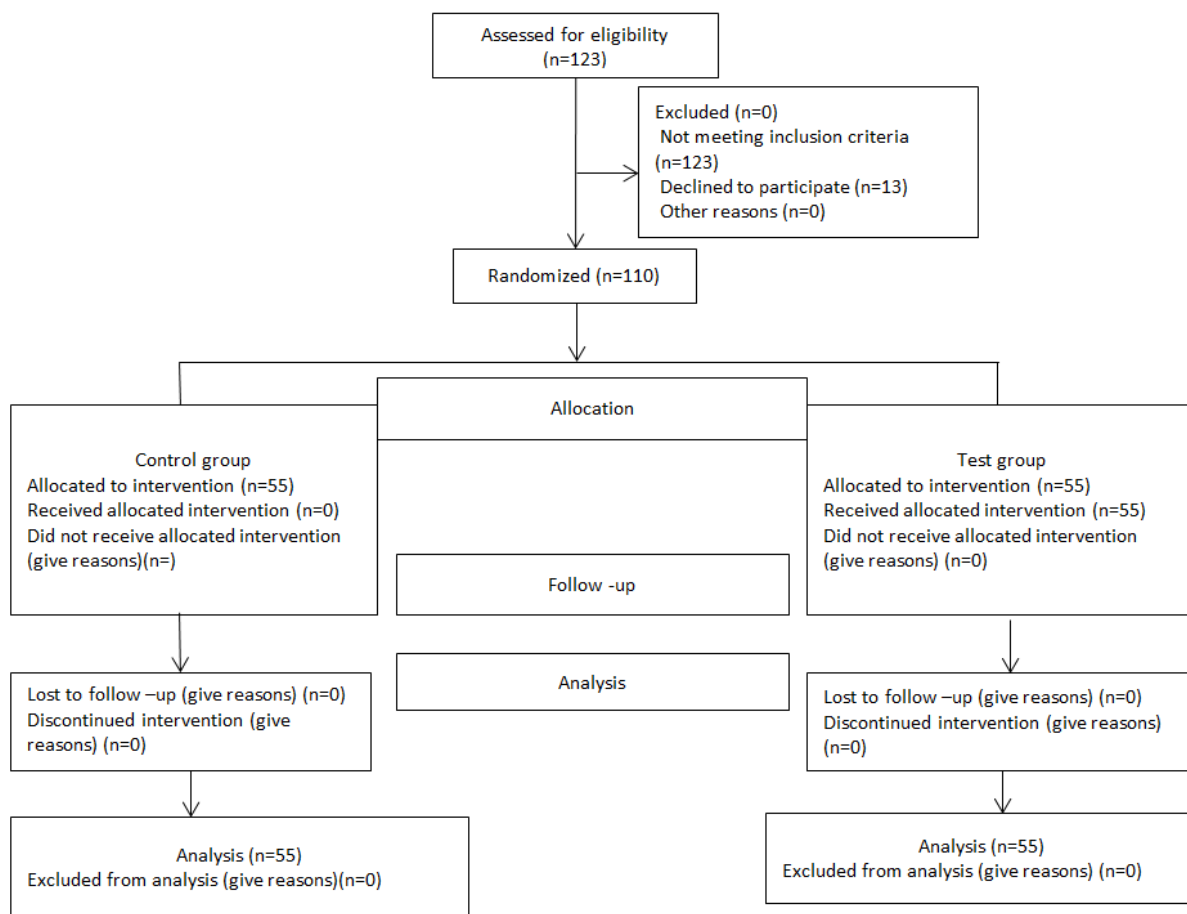 Assessed for eligibility
(n=123)
Excluded (n=0)
Not meeting inclusion criteria
(n=123)
Declined to participate (n=13)
Other reasons (n=0)
Randomized (n=110)
Allocation
Control group
Allocated to intervention (n=55)
Received allocated intervention (n=0)
Did not receive allocated intervention
(give reasons)(n=)
Test group
Allocated to intervention (n=55)
Received allocated intervention (n=55)
Did not receive allocated intervention
(give reasons) (n=0)
Follow -up
Analysis
Lost to follow –up (give reasons) (n=0)
Discontinued intervention (give
reasons) (n=0)
Lost to follow –up (give reasons) (n=0)
Discontinued intervention (give reasons)
(n=0)
Analysis (n=55)
Excluded from analysis (give reasons)(n=0)
Analysis (n=55)
Excluded from analysis (give reasons) (n=0)